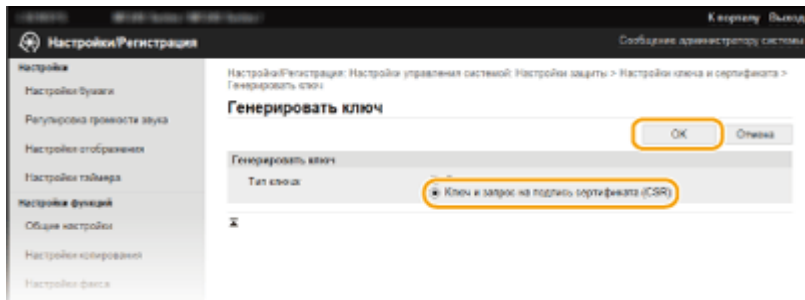 К порталу Выход
Настройки/Регистрация
Сообщение администратору системы
Настройки
Настройки бумаги
Регулировка громкости звука
Настройки отображения
Настройки таймера
Настройки функций
Общие настройки
Настройки копирования
Настройки факса
Настройки/Регистрация: Настройки управления системой: Настройки защиты > Настройки ключа и сертификата >
Генерировать ключ
Генерировать ключ
OK Отмена
Генерировать ключ
Тип ключа:
Ключ и запрос на подпись сертификата (CSR)